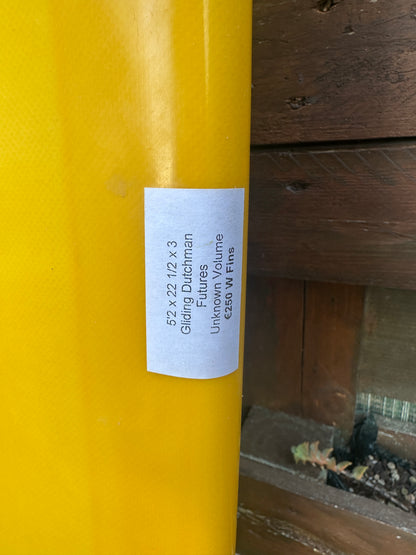 5'2 x 22 1/2 x 3
Gliding Dutchman
Futures
Unknown Volume
€250 W Fins